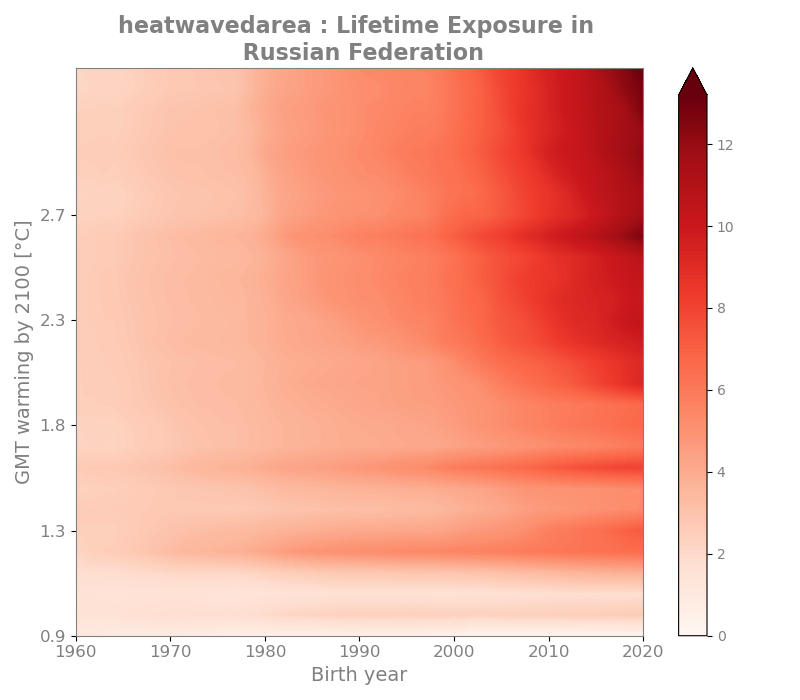 heatwavedarea : Lifetime Exposure in
Russian Federation
GMT warming by 2100 [°C]
2.7
2.3
1.8
1.3
0.9
1960 1970 1980 1990 2000 2010 2020
Birth year
12
10
8
6
4
2
0